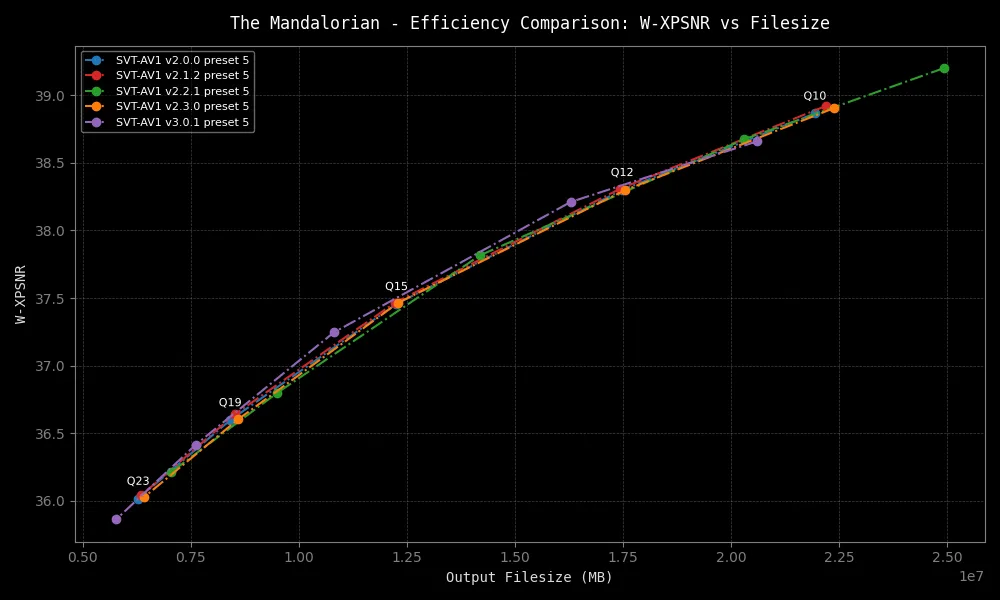 The Mandalorian - Efficiency Comparison: W-XPSNR vs Filesize
SVT-AV1 v2.0.0 preset 5
SVT-AV1 v2.1.2 preset 5
SVT-AV1 v2.2.1 preset 5
SVT-AV1 v2.3.0 preset 5
SVT-AV1 v3.0.1 preset 5
W-XPSNR
39.0
38.5
38.0
37.5
37.0
36.5
36.0
Q10
Q12
Q15
Q19
Q23
0.50 0.75 1.00 1.25 1.50 1.75 2.00 2.25 2.50
1e7
Output Filesize (MB)